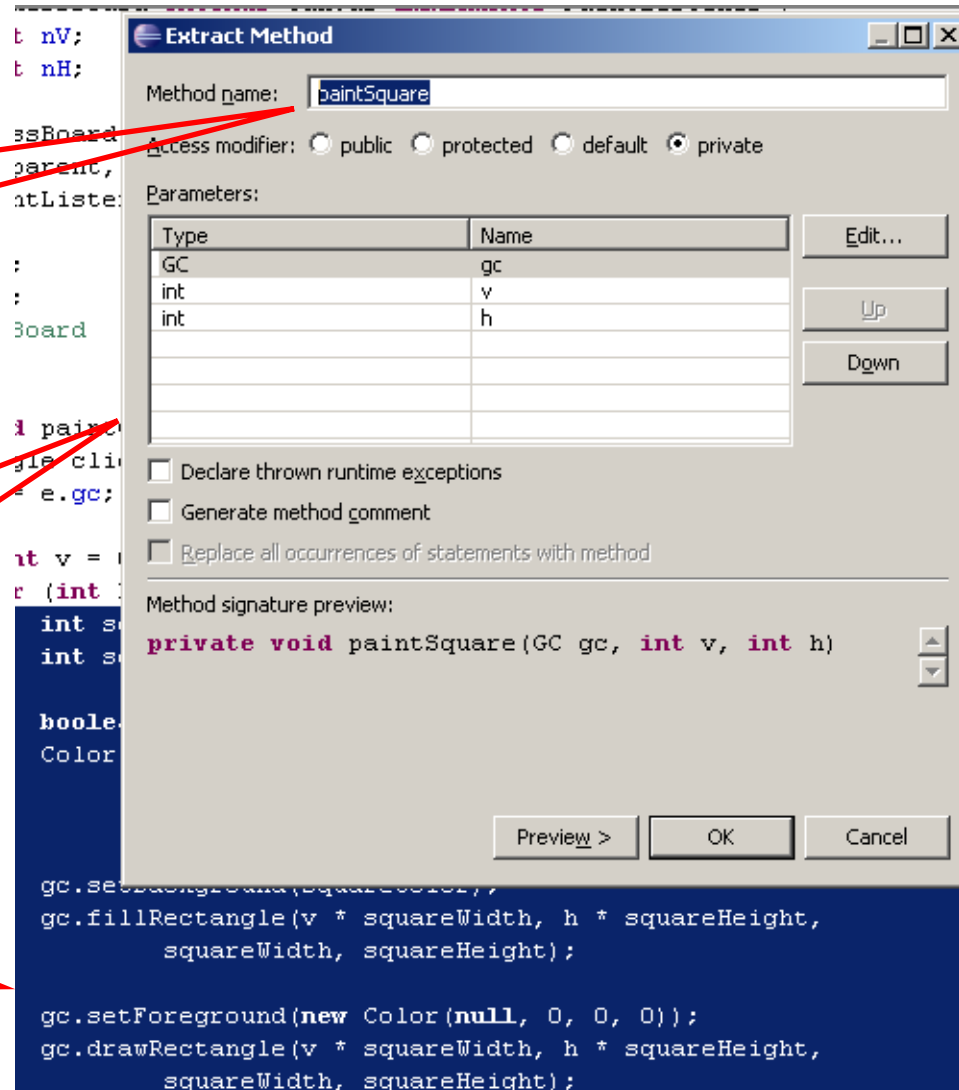 t nV;
t nH;
ssBoard
parent,
ntListe
;
;
Board
d paint
gle cli
= e.gc;
nt v =
r (int
int s
int s
boole
Color
Extract Method
Method name: paintSquare
Access modifier: public protected default private
Parameters:
Type Name
GC gc
int v
int h
Edit...
Up
Down
Declare thrown runtime exceptions
Generate method comment
Replace all occurrences of statements with method
Method signature preview:
private void paintSquare(GC gc, int v, int h)
Preview > OK Cancel
gc.setBackground(squareColor);
gc.fillRectangle(v * squareWidth, h * squareHeight,
squareWidth, squareHeight);
gc.setForeground(new Color(null, 0, 0, 0));
gc.drawRectangle(v * squareWidth, h * squareHeight,
squareWidth, squareHeight);